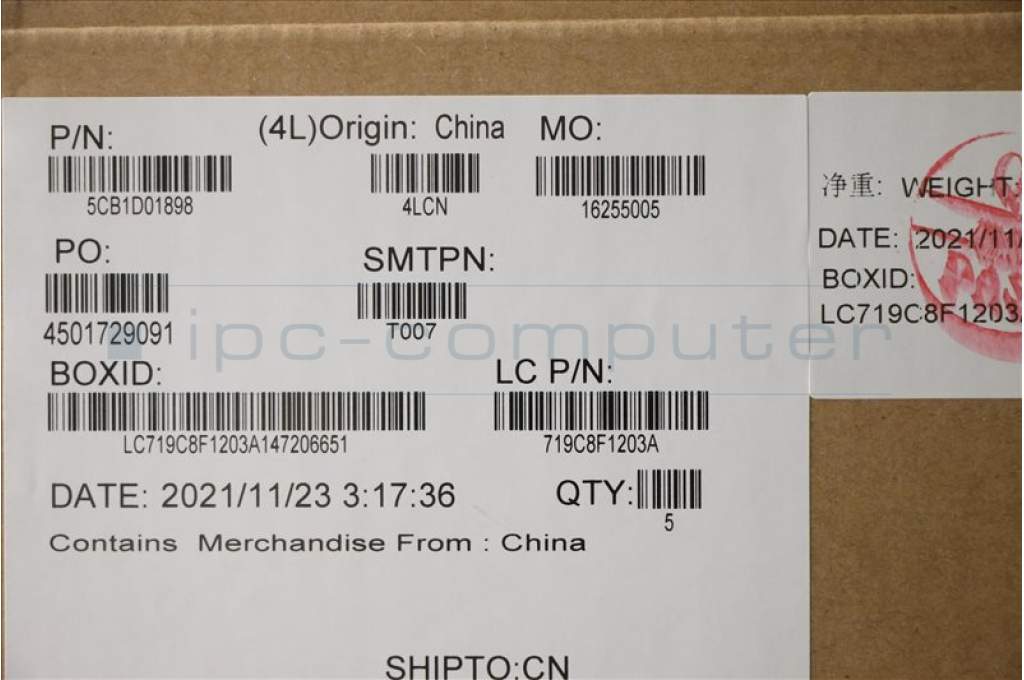 P/N: (4L)Origin: China MO:
5CB1D01898 4LCN 16255005
PO: SMTPN:
4501729091 T007
BOXID: LC P/N:
LC719C8F1203A147206651 719C8F1203A
DATE: 2021/11/23 3:17:36 QTY:
5
Contains Merchandise From : China
SHIPTO:CN
净重: WEIGHT:
DATE: 2021/11/
BOXID:
LC719C8F1203
ipc-computer